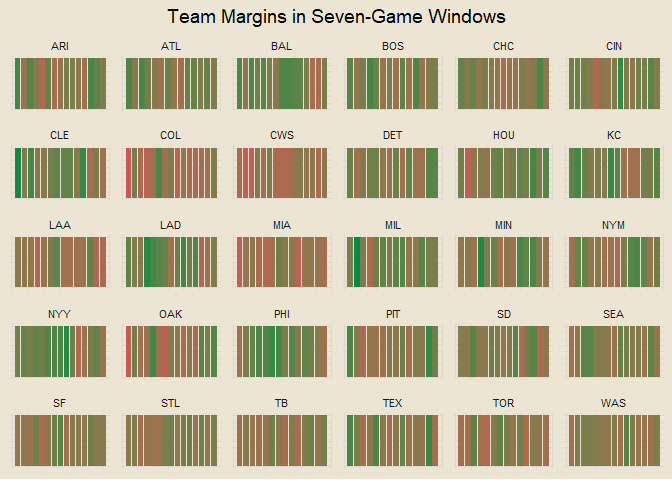 Team Margins in Seven-Game Windows
ARI ATL BAL BOS CHC CIN
CLE COL CWS DET HOU KC
LAA LAD MIA MIL MIN NYM
NYY OAK PHI PIT SD SEA
SF STL TB TEX TOR WAS